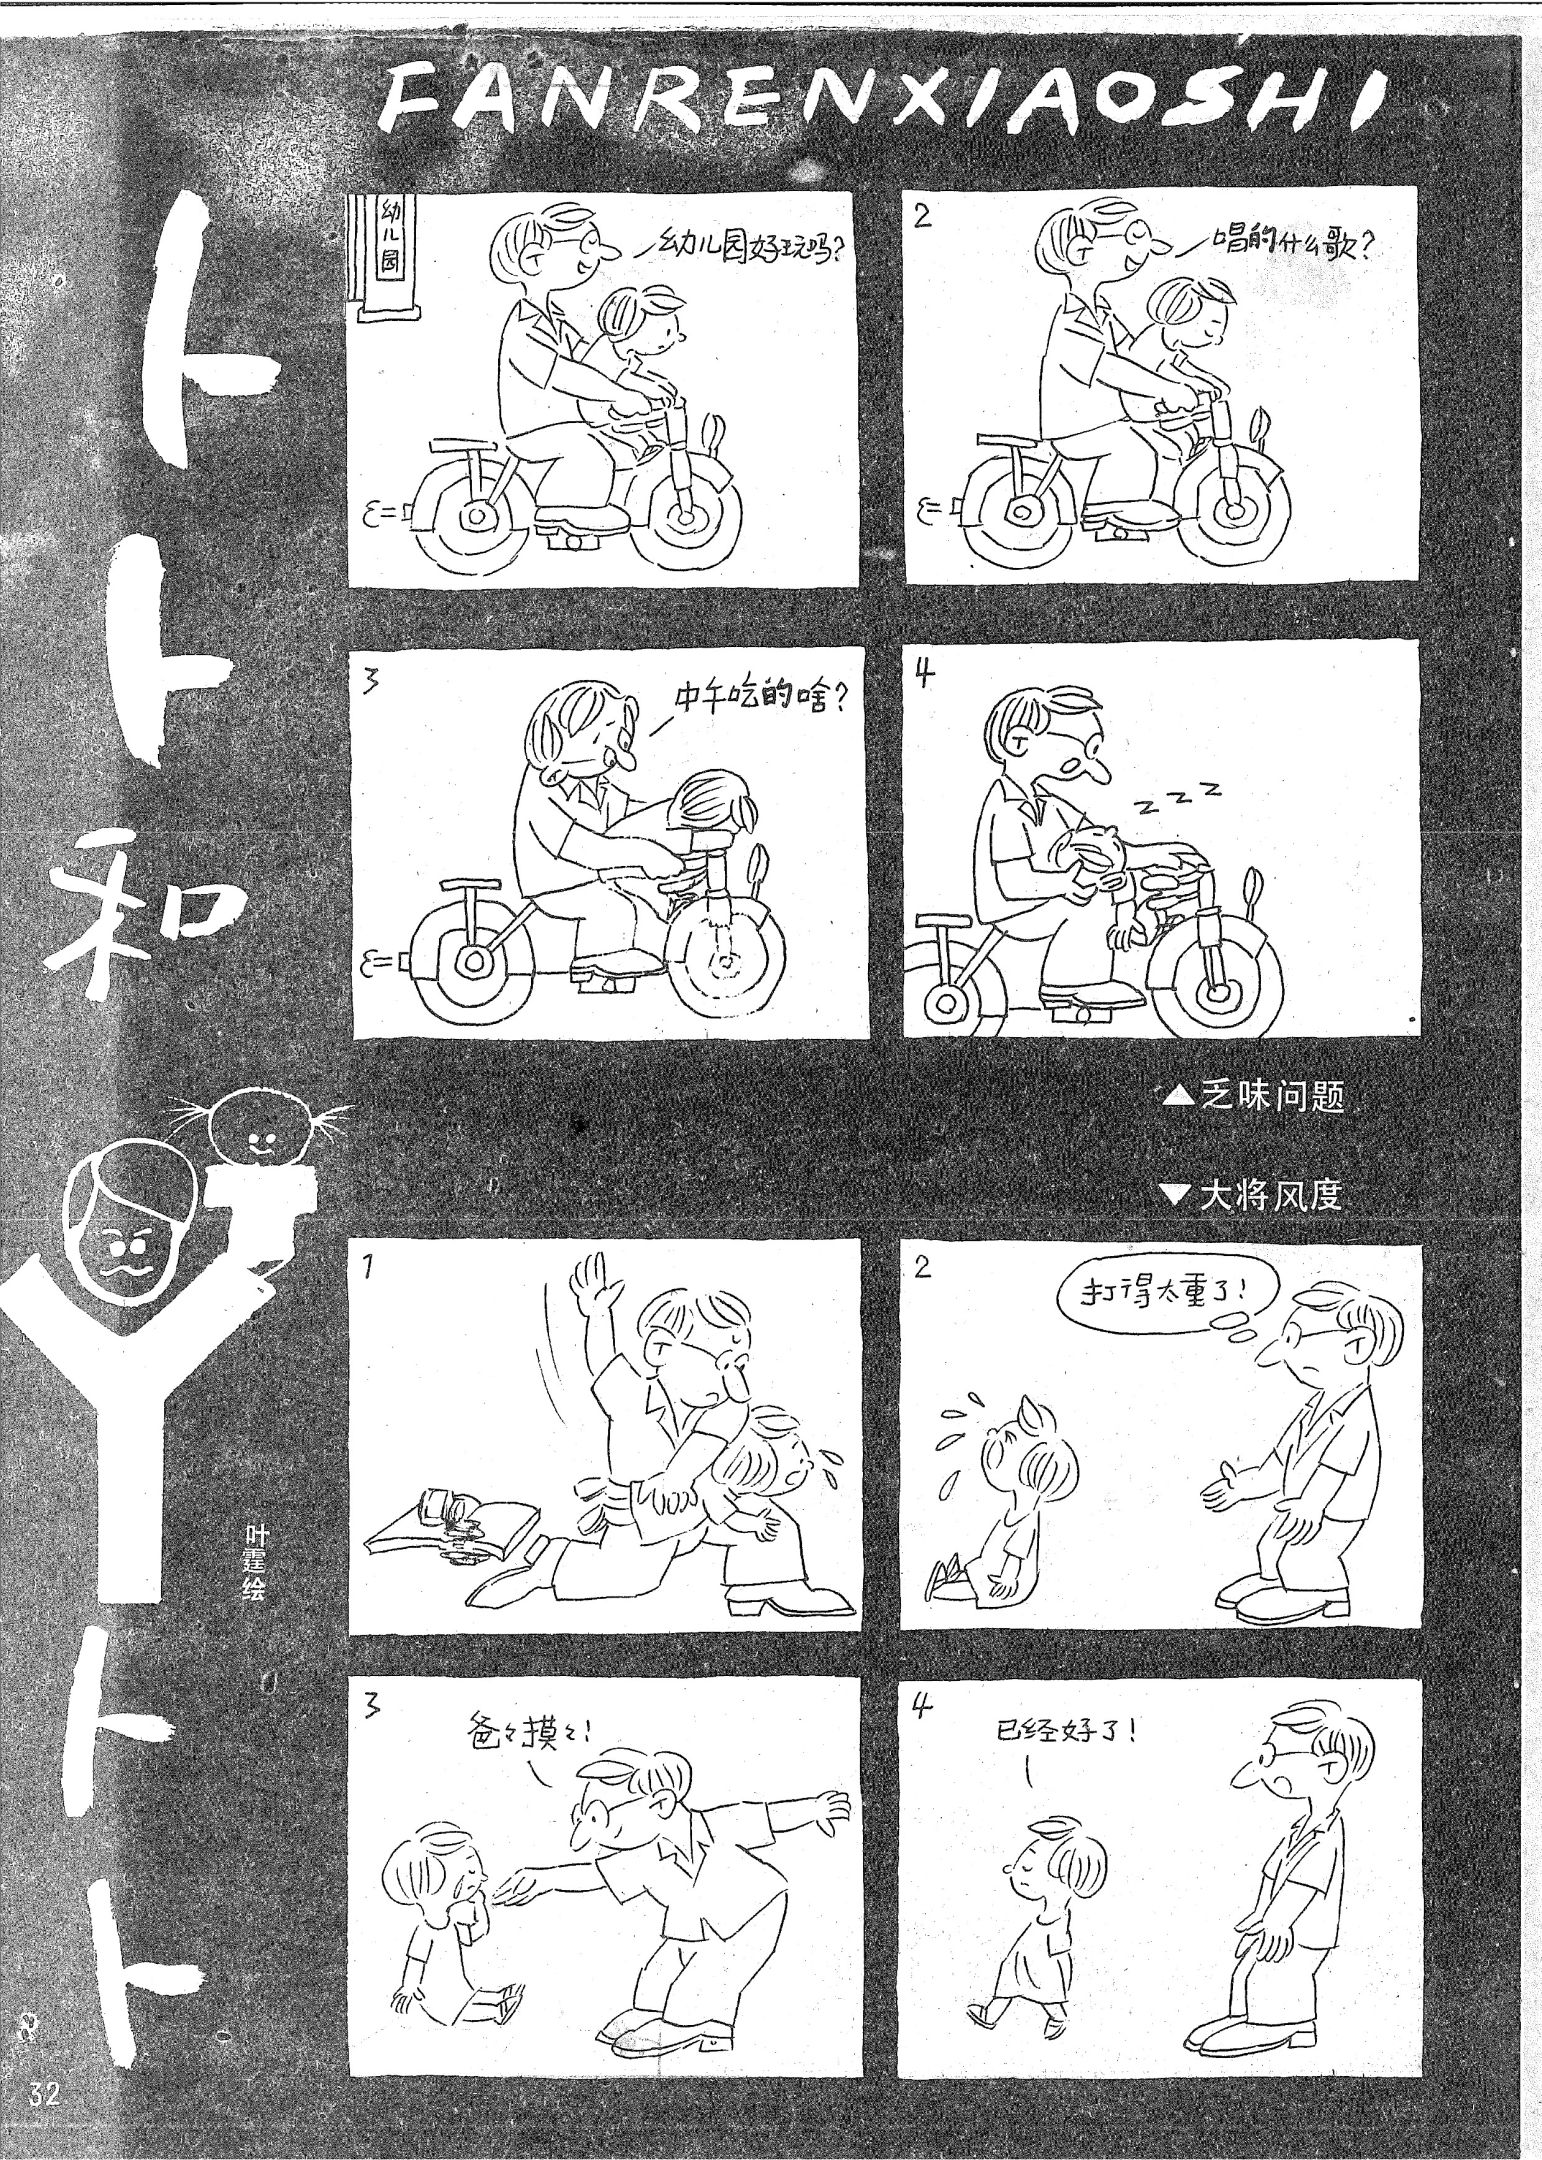 FANRENXIAOSHI
卜卜和丫卜卜
叶霆绘
幼儿园
幼儿园好玩吗?
2
唱的什么歌?
3
中午吃的啥?
4
z z z
▲乏味问题
▼大将风度
1
2
打得太重了!
3
爸々摸々!
4
已经好了!
32